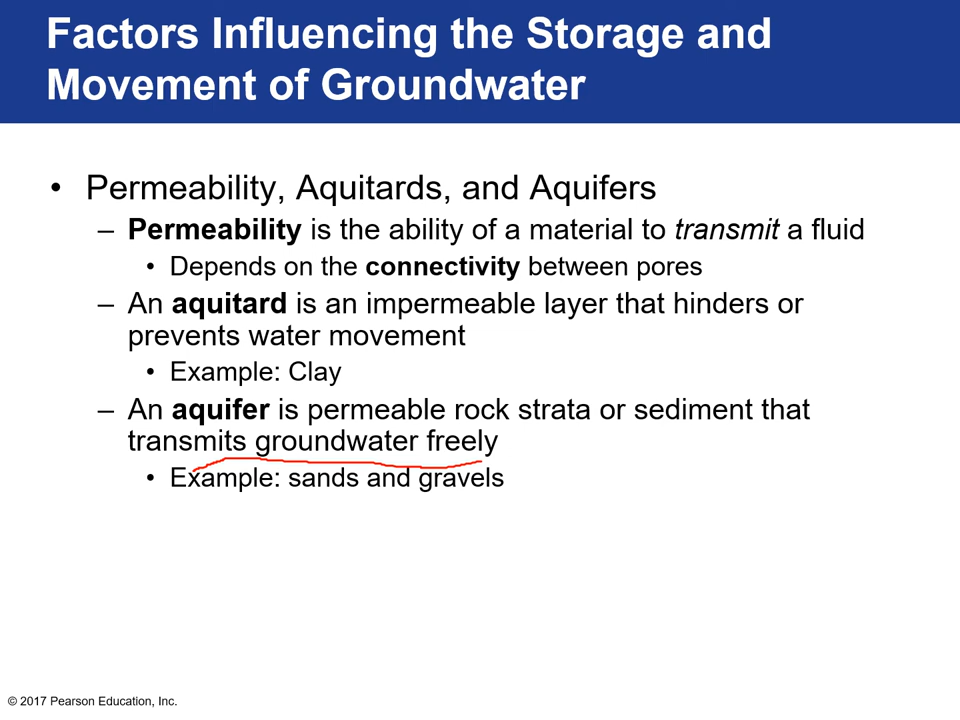 Factors Influencing the Storage and
Movement of Groundwater
• Permeability, Aquitards, and Aquifers
– Permeability is the ability of a material to transmit a fluid
• Depends on the connectivity between pores
– An aquitard is an impermeable layer that hinders or
prevents water movement
• Example: Clay
– An aquifer is permeable rock strata or sediment that
transmits groundwater freely
• Example: sands and gravels
© 2017 Pearson Education, Inc.